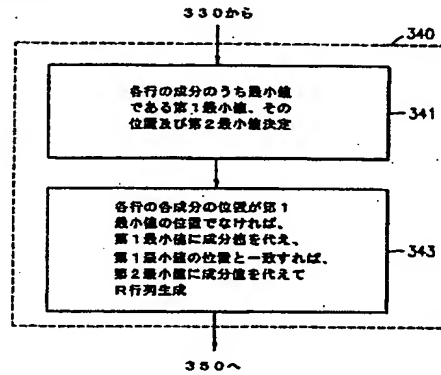 330から
340
各行の成分のうち最小値
である第1最小値、その
位置及び第2最小値決定
341
各行の各成分の位置が第1
最小値の位置でなければ、
第1最小値に成分値を代え、
第1最小値の位置と一致すれば、
第2最小値に成分値を代えて
R行列生成
343
350へ